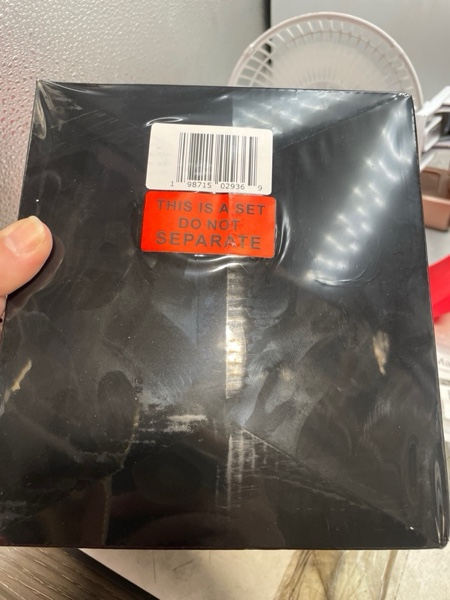 1 98715 02936 9
THIS IS A SET
DO NOT
SEPARATE